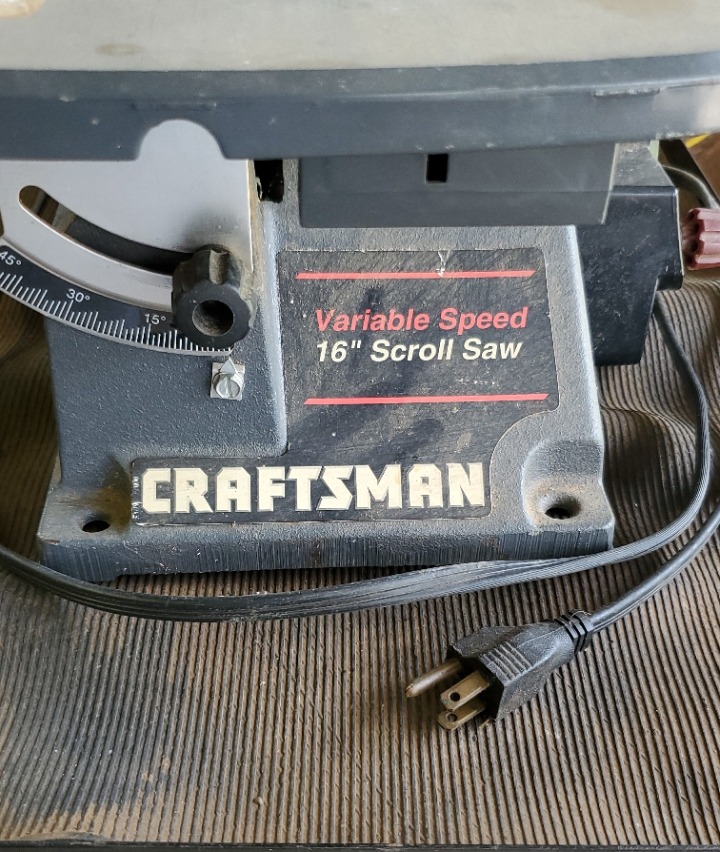 45°
30°
15°
Variable Speed
16" Scroll Saw
CRAFTSMAN